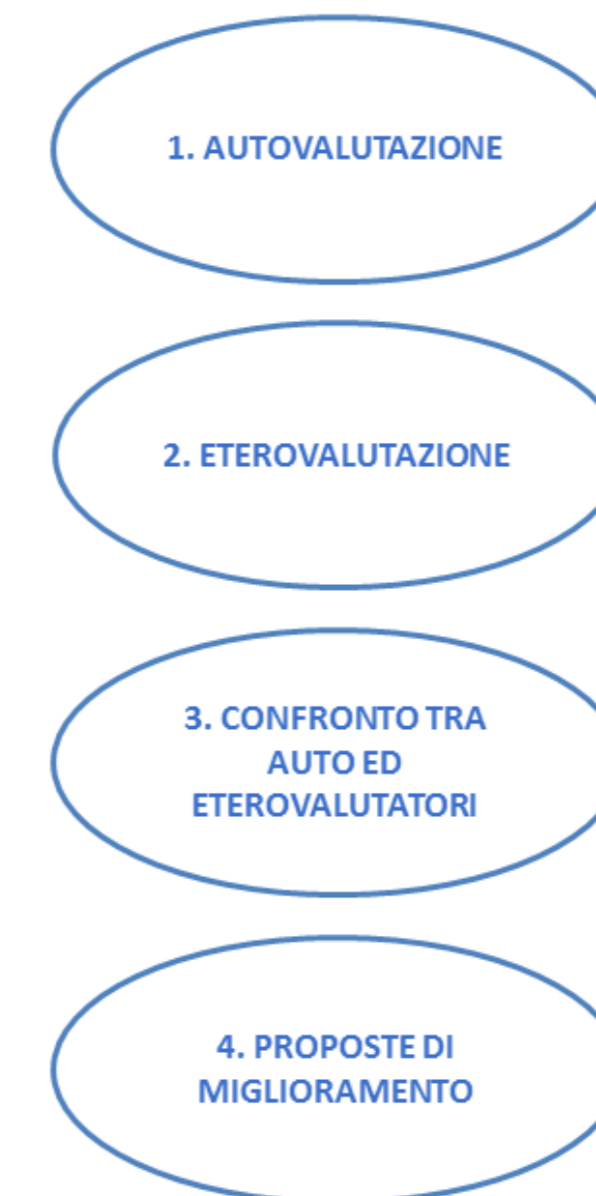 1. AUTOVALUTAZIONE
2. ETEROVALUTAZIONE
3. CONFRONTO TRA
AUTO ED
ETEROVALUTATORI
4. PROPOSTE DI
MIGLIORAMENTO